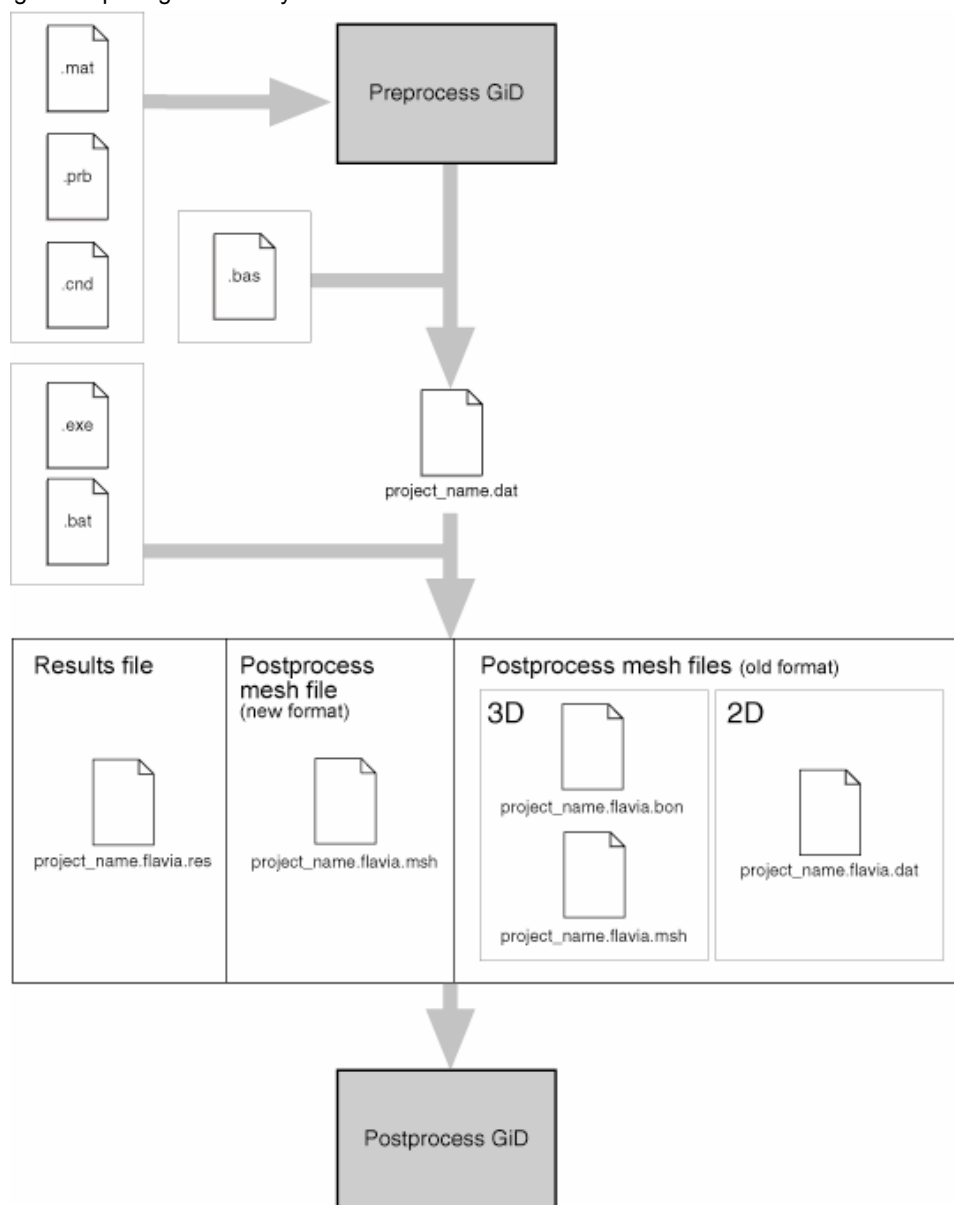 .mat
Preprocess GiD
.prb
.cnd
.bas
.exe
.bat
project_name.dat
Results file
Postprocess
mesh file
(new format)
Postprocess mesh files (old format)
3D
2D
project_name.flavia.bon
project_name.flavia.res
project_name.flavia.msh
project_name.flavia.dat
project_name.flavia.msh
Postprocess GiD